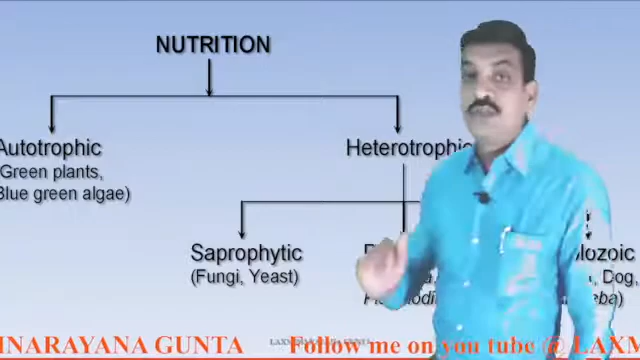 NUTRITION
Autotrophic
(Green plants,
Blue green algae)
Heterotrophic
Saprophytic
(Fungi, Yeast)
Dog,
INARAYANA GUNTA Follow me on you tube @ LAXM